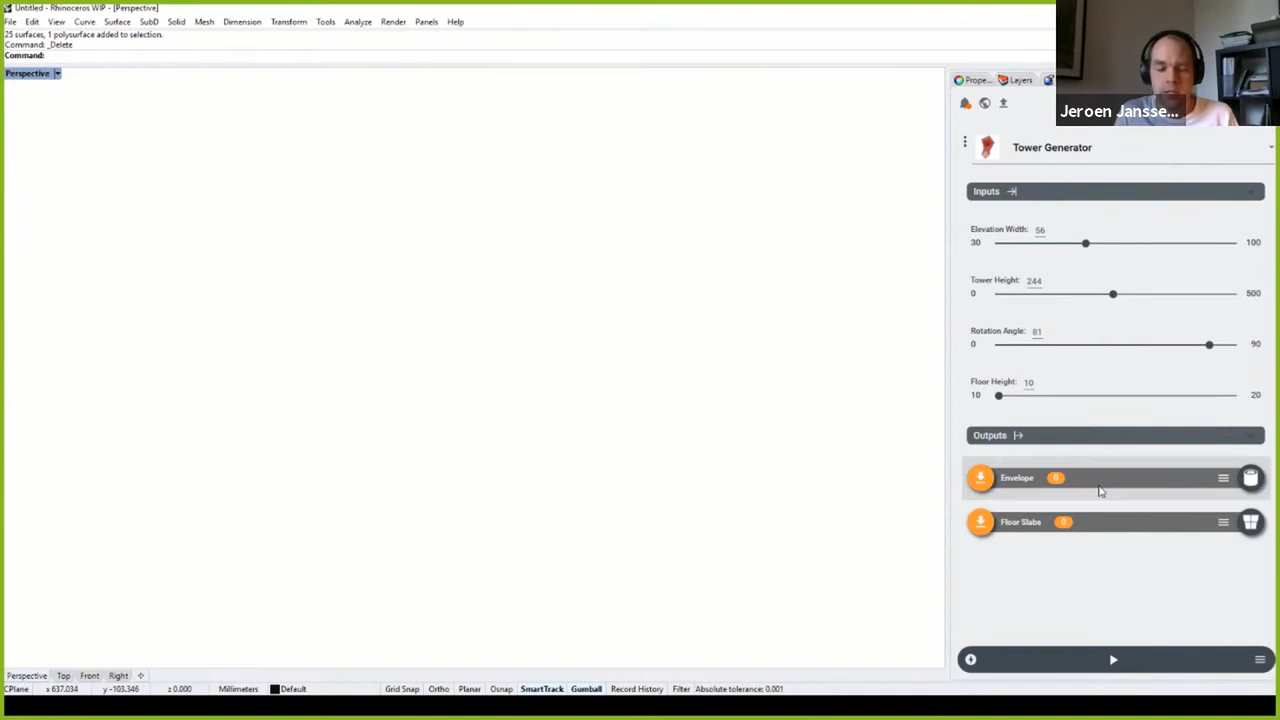 Untitled - Rhinoceros WIP - [Perspective]
File Edit View Curve Surface SubD Solid Mesh Dimension Transform Tools Analyze Render Panels Help
25 surfaces, 1 polysurface added to selection.
Command: _Delete
Command:
Perspective
Prope... Layers
Jeroen Jansse...
Tower Generator
Inputs
Elevation Width: 56
30 100
Tower Height: 244
0 500
Rotation Angle: 81
0 90
Floor Height: 10
10 20
Outputs
Envelope 0
Floor Slabs 0
Perspective Top Front Right
CPlane x 637.034 y -103.346 z 0.000 Millimeters Default Grid Snap Ortho Planar Osnap SmartTrack Gumball Record History Filter Absolute tolerance: 0.001